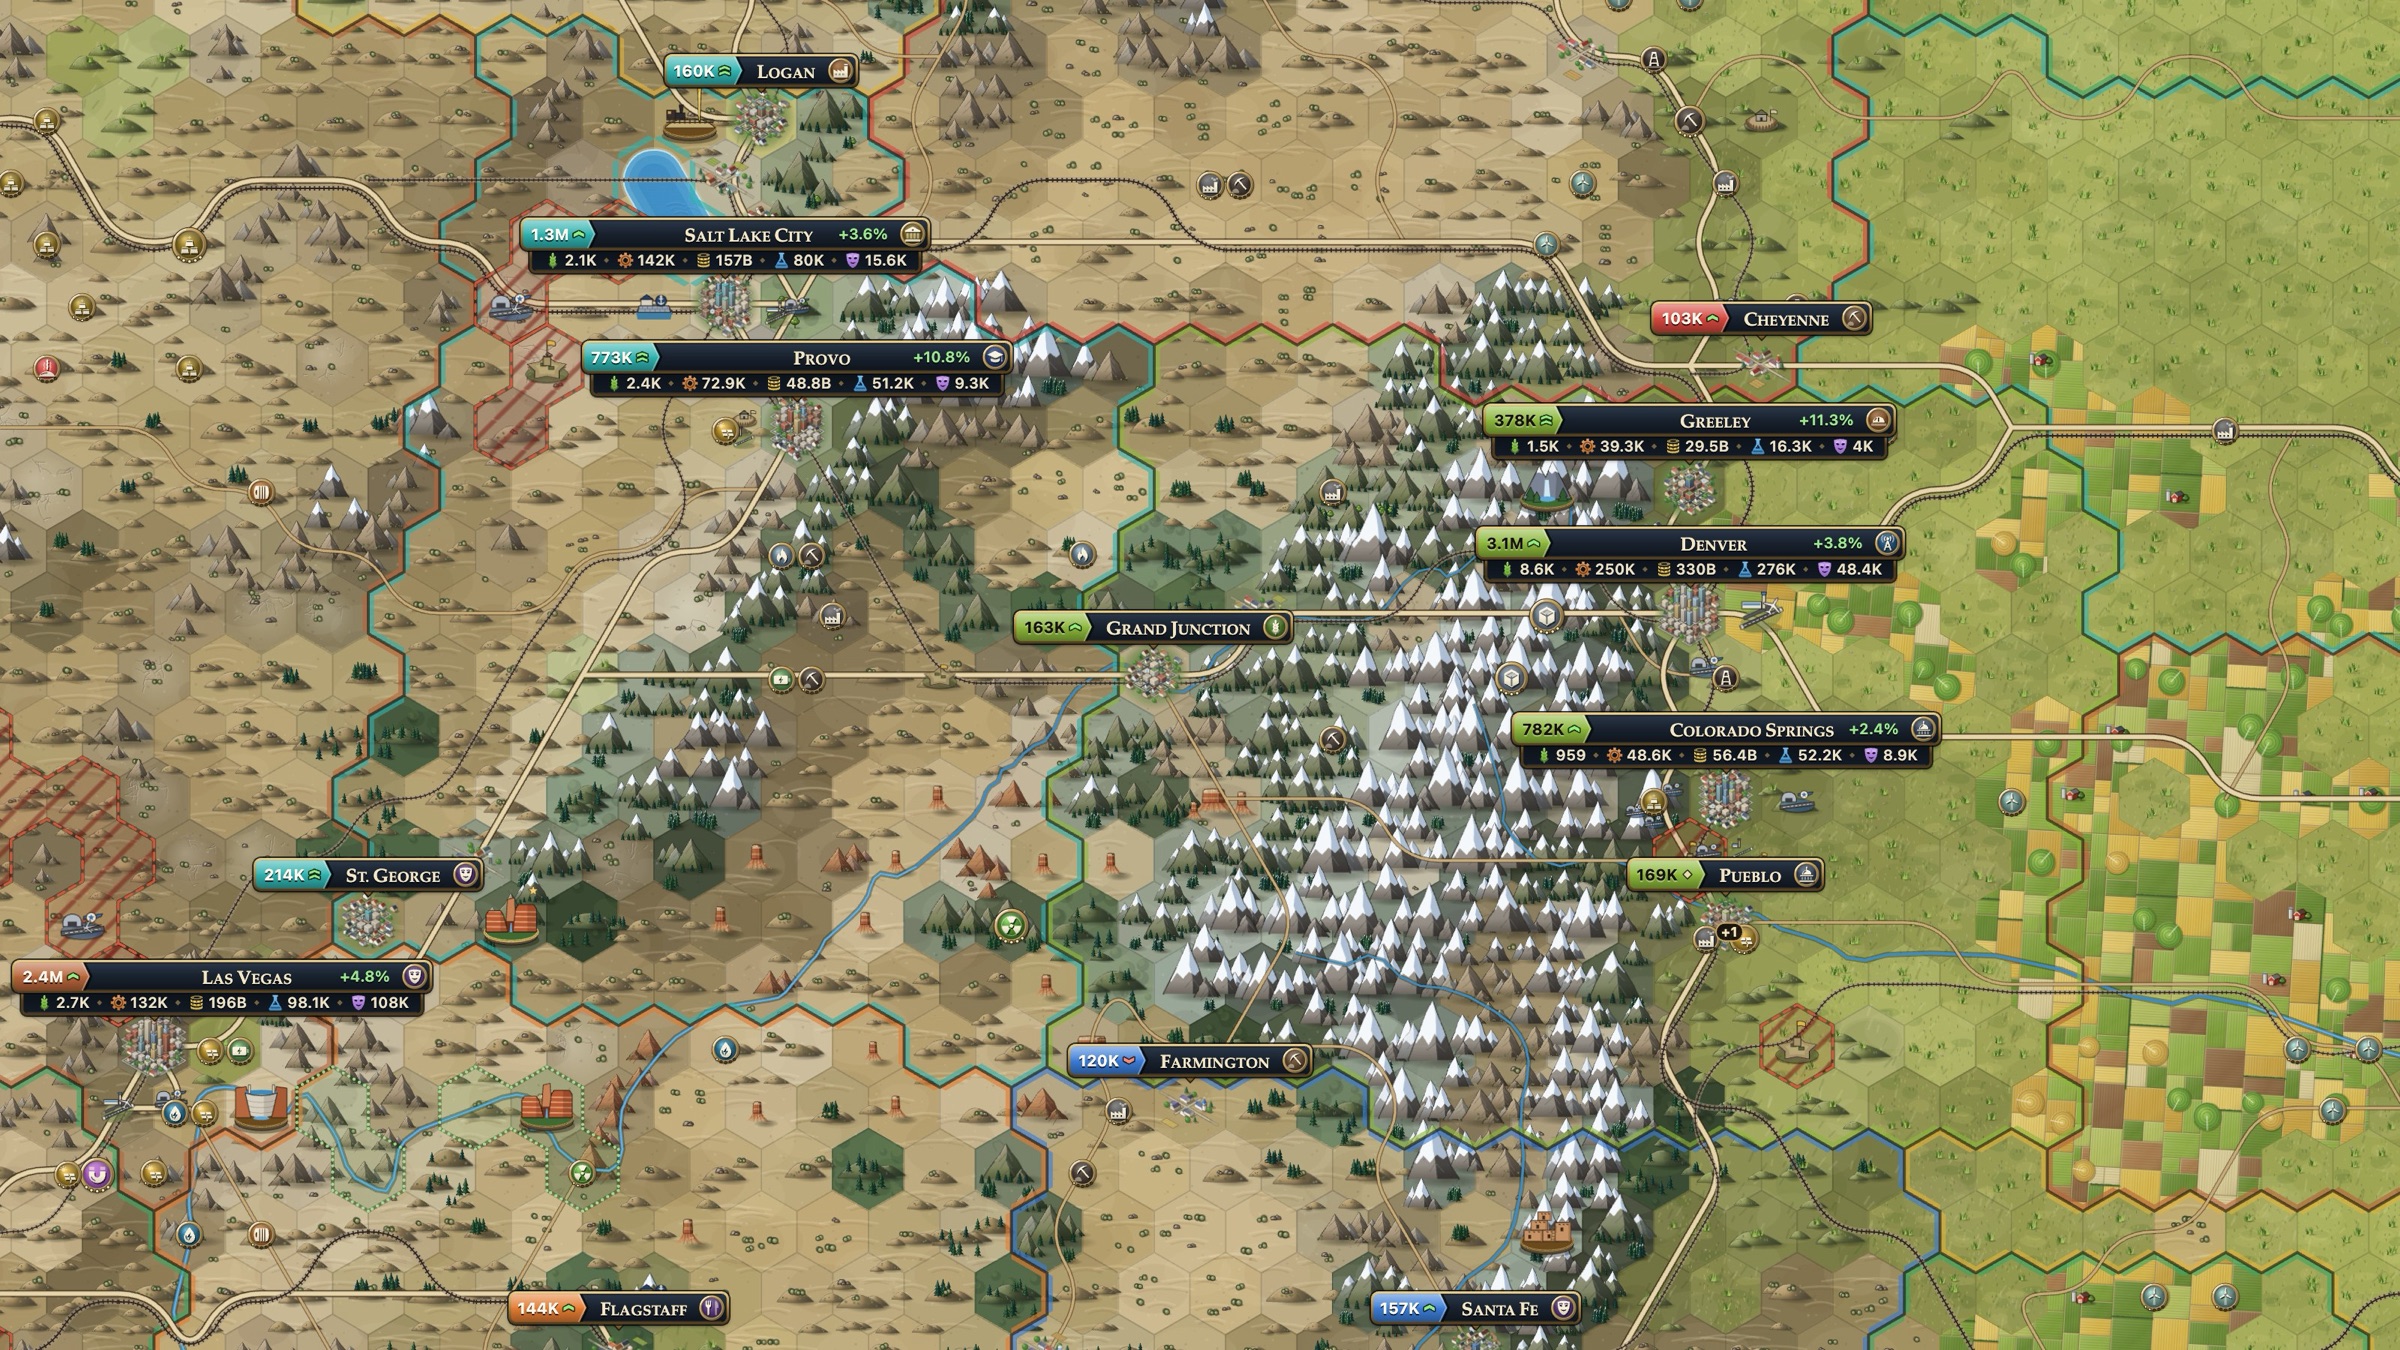 160K LOGAN
1.3M SALT LAKE CITY +3.6%
2.1K 142K 157B 80K 15.6K
103K CHEYENNE
773K PROVO +10.8%
2.4K 72.9K 48.8B 51.2K 9.3K
378K GREELEY +11.3%
1.5K 39.3K 29.5B 16.3K 4K
3.1M DENVER +3.8%
8.6K 250K 330B 276K 48.4K
163K GRAND JUNCTION
782K COLORADO SPRINGS +2.4%
959 48.6K 56.4B 52.2K 8.9K
214K ST. GEORGE
169K PUEBLO
+1
2.4M LAS VEGAS +4.8%
2.7K 132K 196B 98.1K 108K
120K FARMINGTON
144K FLAGSTAFF
157K SANTA FE